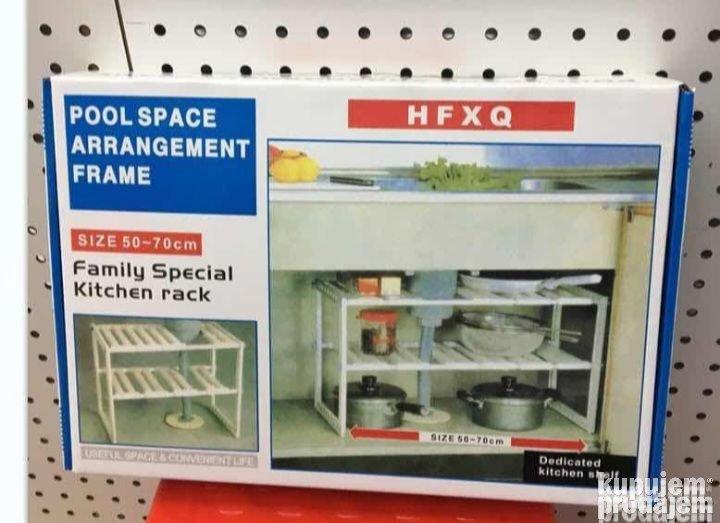 POOL SPACE
ARRANGEMENT
FRAME
HFXQ
SIZE 50~70cm
Family Special
Kitchen rack
USEFUL SPACE & CONVENIENT LIFE
SIZE 50-70cm
Dedicated
kitchen shelf
kupujem
prodajem